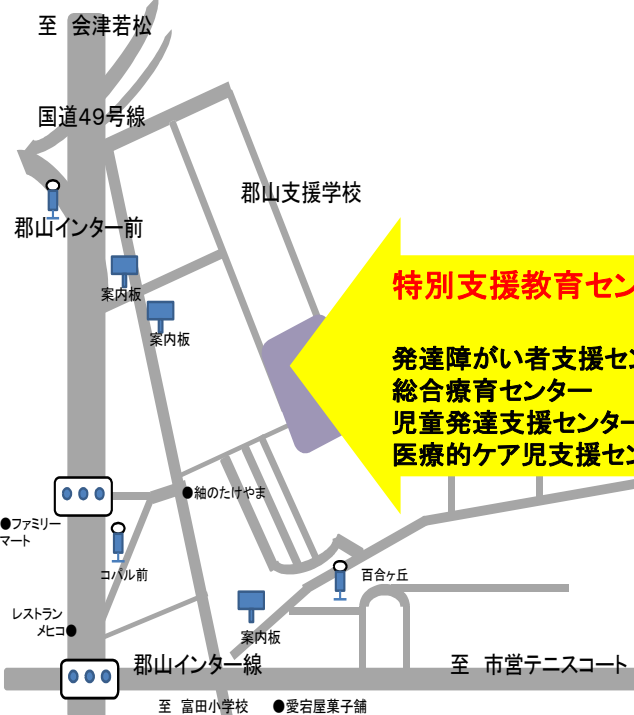 至 会津若松
国道49号線
郡山支援学校
郡山インター前
特別支援教育セン
案内板
案内板
発達障がい者支援セン
総合療育センター
児童発達支援センター
医療的ケア児支援セン
●紬のたけやま
●ファミリー
マート
コパル前
百合ヶ丘
レストラン
メヒコ●
案内板
郡山インター線
至 市営テニスコート
至 富田小学校
●愛宕屋菓子舗